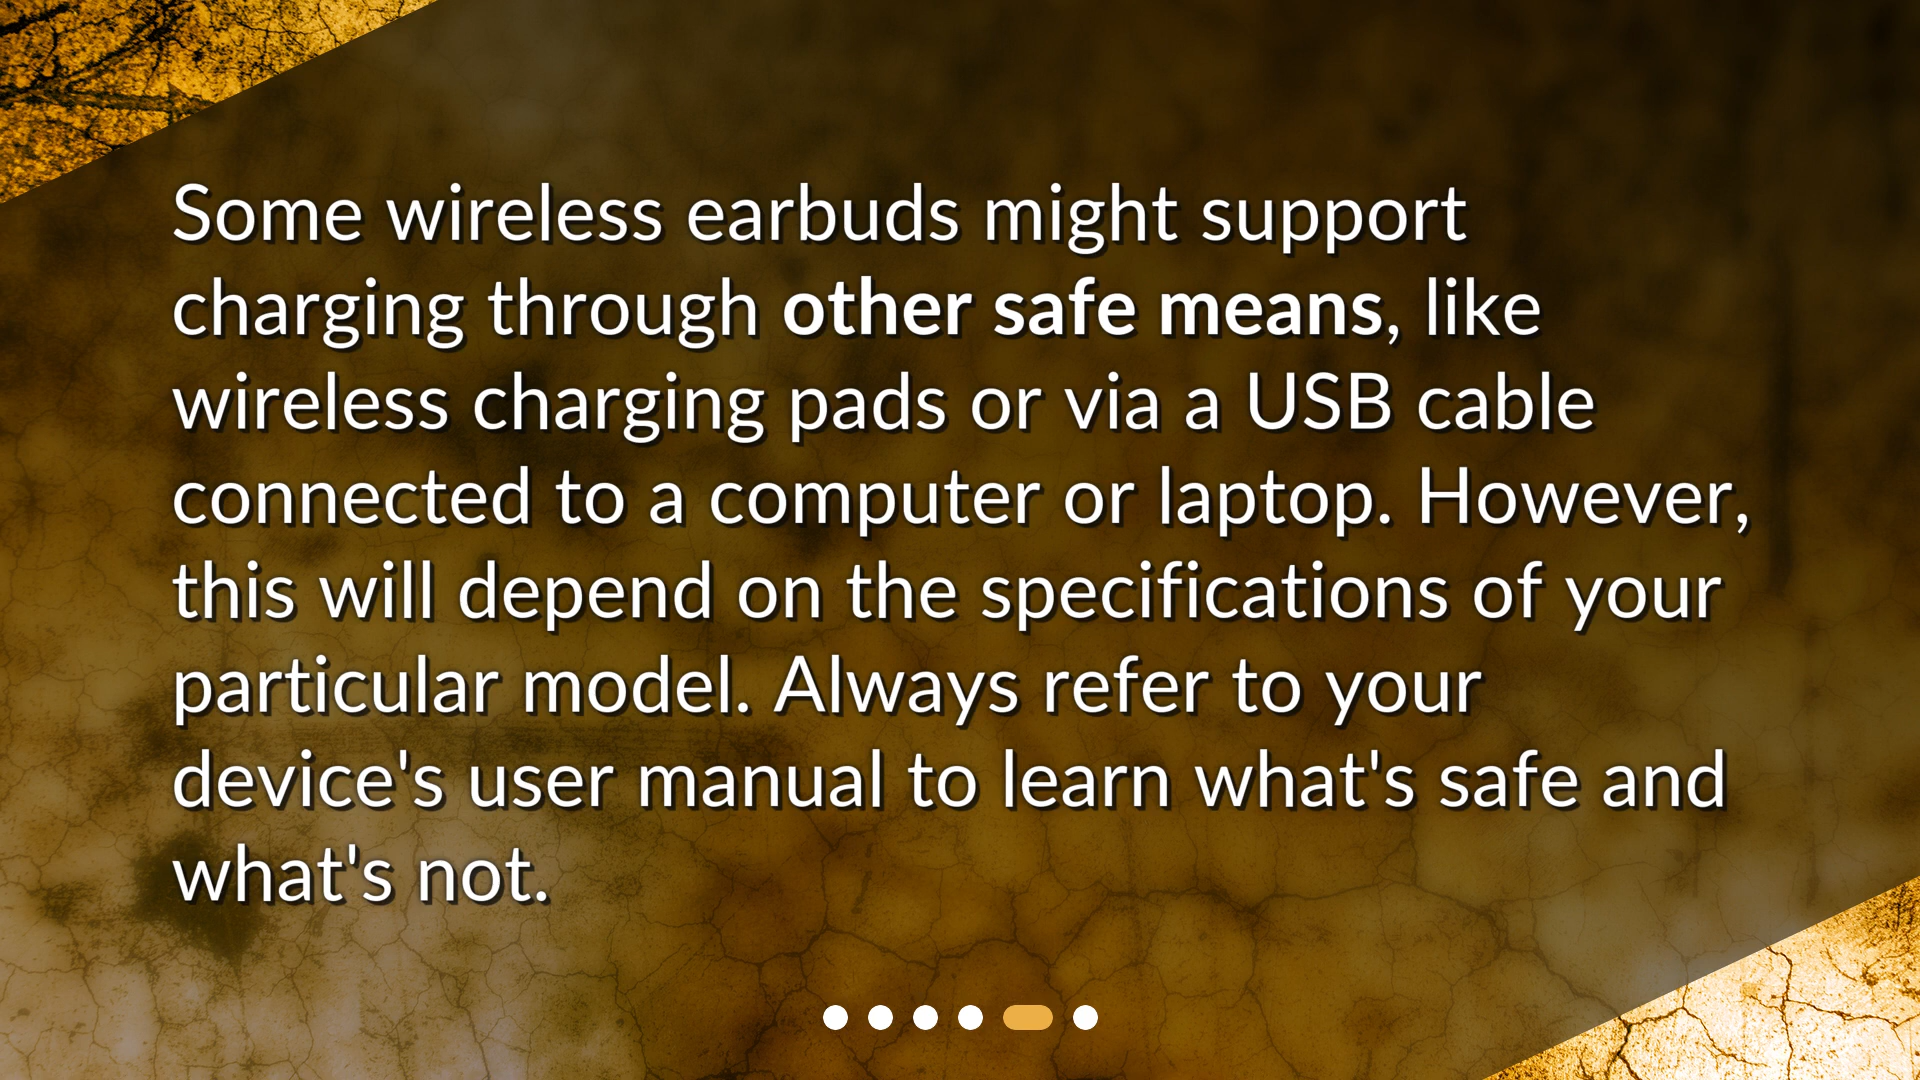 Some wireless earbuds might support
charging through other safe means, like
wireless charging pads or via a USB cable
connected to a computer or laptop. However,
this will depend on the specifications of your
particular model. Always refer to your
device's user manual to learn what's safe and
what's not.